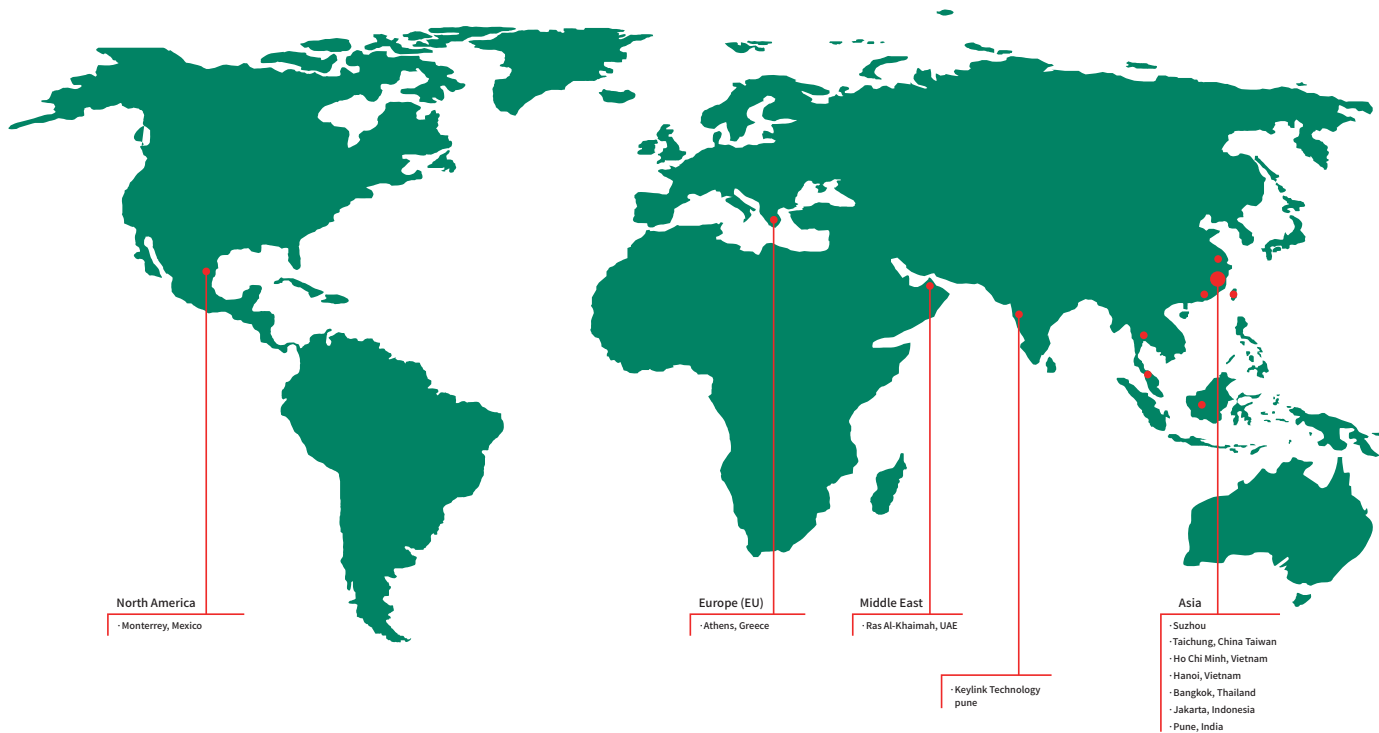 North America
·Monterrey, Mexico
Europe (EU)
·Athens, Greece
Middle East
·Ras Al-Khaimah, UAE
·Keylink Technology
pune
Asia
·Suzhou
·Taichung, China Taiwan
·Ho Chi Minh, Vietnam
·Hanoi, Vietnam
·Bangkok, Thailand
·Jakarta, Indonesia
·Pune, India